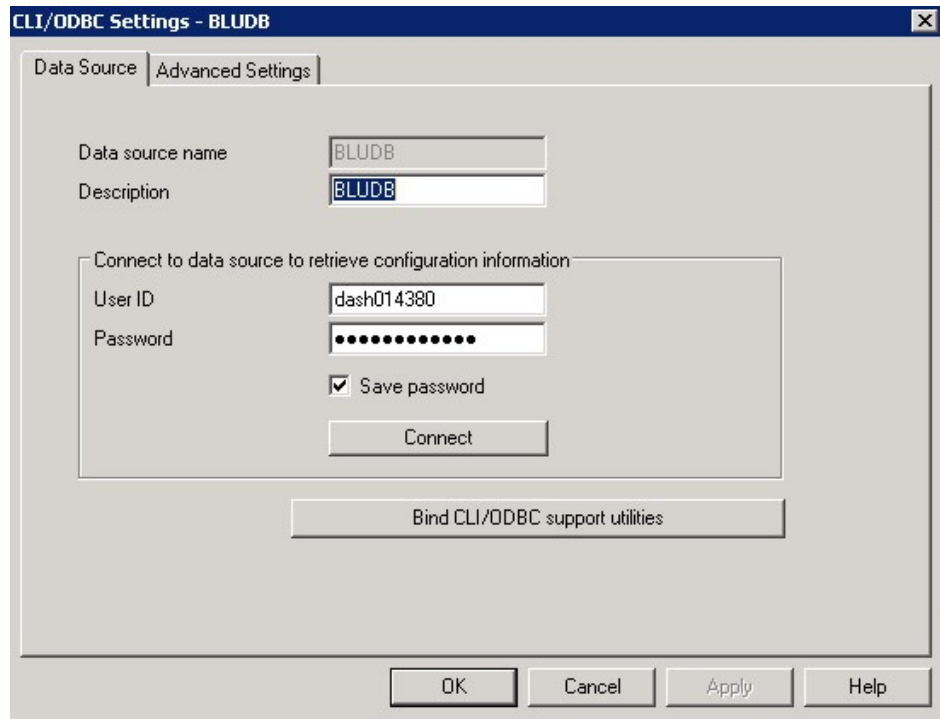 CLI/ODBC Settings - BLUDB
Data Source Advanced Settings
Data source name BLUDB
Description BLUDB
Connect to data source to retrieve configuration information
User ID dash014380
Password ••••••••••••
Save password
Connect
Bind CLI/ODBC support utilities
OK Cancel Apply Help